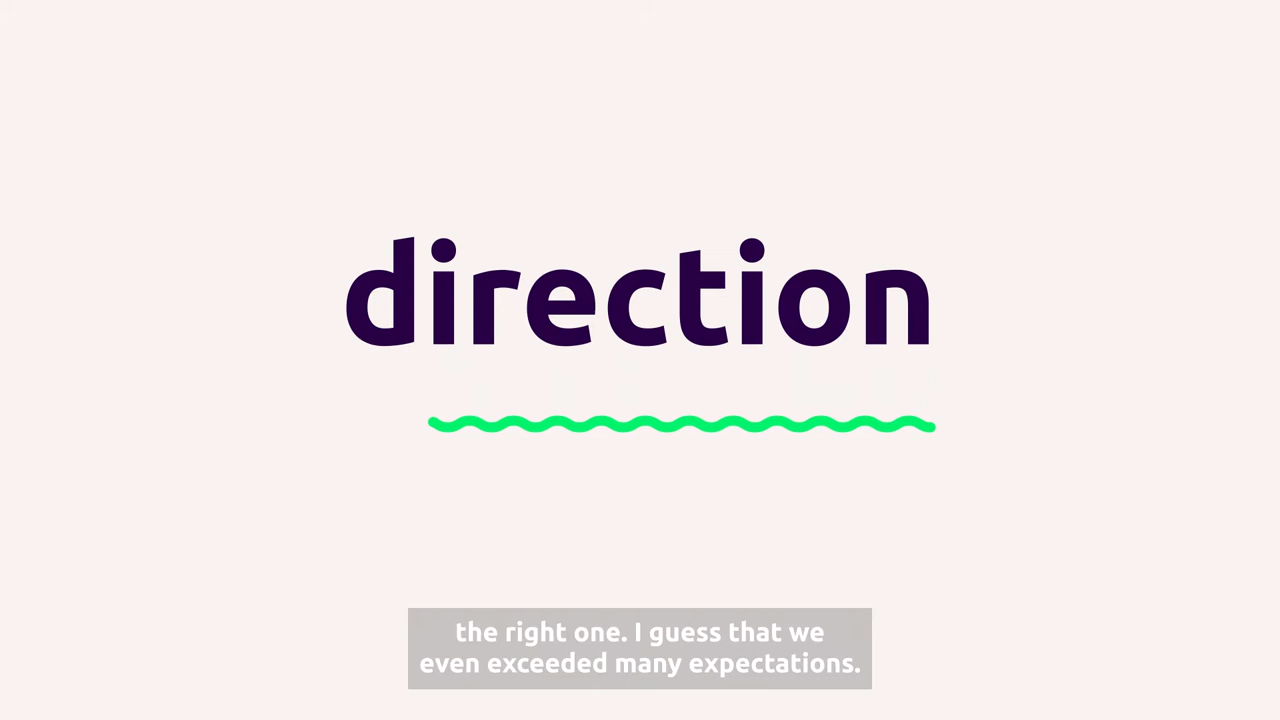 direction
the right one. I guess that we
even exceeded many expectations.